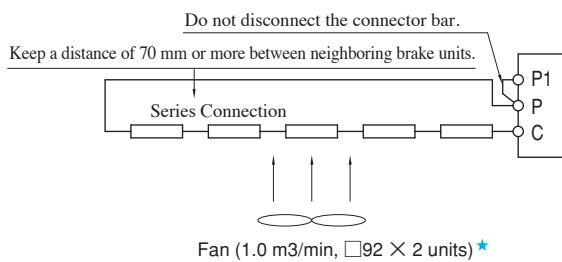 Do not disconnect the connector bar.
Keep a distance of 70 mm or more between neighboring brake units.
P1
Series Connection
P
C
Fan (1.0 m3/min, □92 × 2 units)★